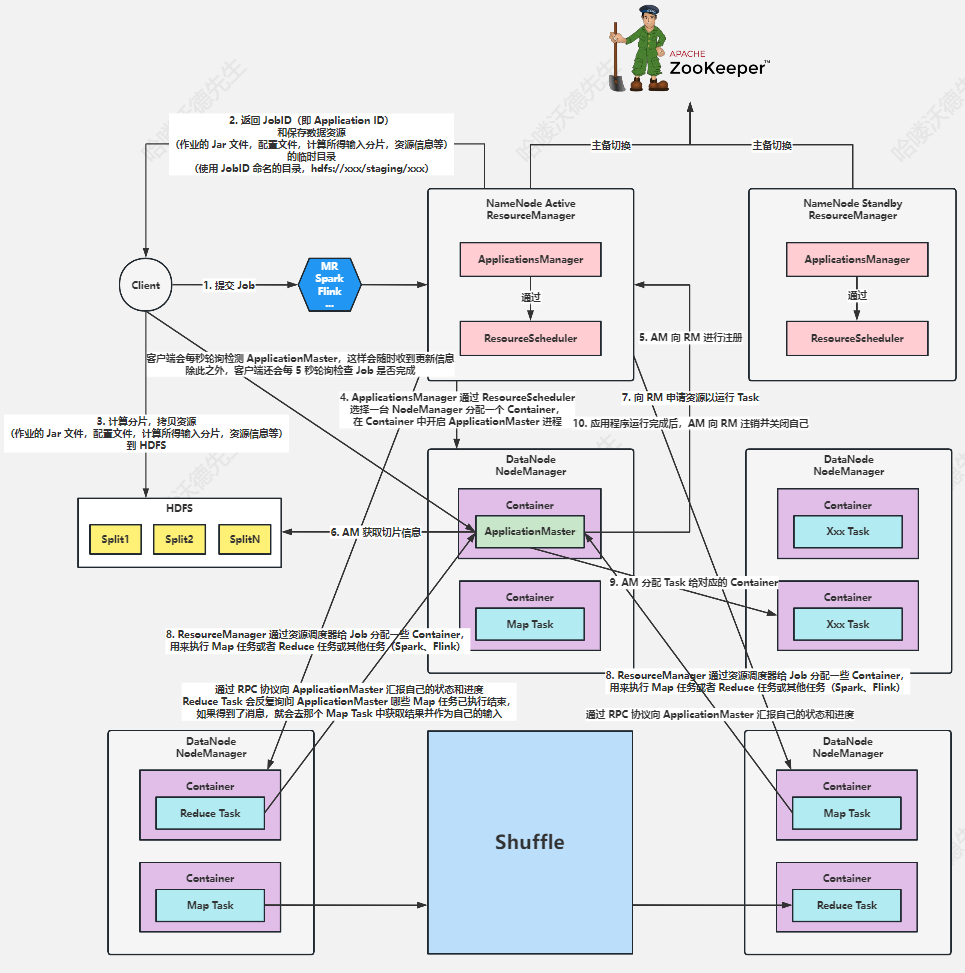 APACHE
ZooKeeper™
哈喽沃德先生
哈喽沃德先生
哈喽沃德先生
2. 返回 JobID（即 Application ID）
和保存数据资源
（作业的 Jar 文件，配置文件，计算所得输入分片，资源信息等）
的临时目录
（使用 JobID 命名的目录，hdfs://xxx/staging/xxx）
主备切换
主备切换
NameNode Active
ResourceManager
ApplicationsManager
通过
ResourceScheduler
NameNode Standby
ResourceManager
ApplicationsManager
通过
ResourceScheduler
Client
1. 提交 Job
MR
Spark
Flink
...
客户端会每秒轮询检测 ApplicationMaster，这样会随时收到更新信息
除此之外，客户端还会每 5 秒轮询检查 Job 是否完成
5. AM 向 RM 进行注册
4. ApplicationsManager 通过 ResourceScheduler
选择一台 NodeManager 分配一个 Container，
在 Container 中开启 ApplicationMaster 进程
7. 向 RM 申请资源以运行 Task
10. 应用程序运行完成后，AM 向 RM 注销并关闭自己
3. 计算分片，拷贝资源
（作业的 Jar 文件，配置文件，计算所得输入分片，资源信息等）
到 HDFS
HDFS
Split1
Split2
SplitN
6. AM 获取切片信息
DataNode
NodeManager
Container
ApplicationMaster
Container
Map Task
DataNode
NodeManager
Container
Xxx Task
Container
Xxx Task
9. AM 分配 Task 给对应的 Container
8. ResourceManager 通过资源调度器给 Job 分配一些 Container，
用来执行 Map 任务或者 Reduce 任务或其他任务（Spark、Flink）
8. ResourceManager 通过资源调度器给 Job 分配一些 Container，
用来执行 Map 任务或者 Reduce 任务或其他任务（Spark、Flink）
通过 RPC 协议向 ApplicationMaster 汇报自己的状态和进度
Reduce Task 会反复询问 ApplicationMaster 哪些 Map 任务已执行结束，
如果得到了消息，就会去那个 Map Task 中获取结果并作为自己的输入
通过 RPC 协议向 ApplicationMaster 汇报自己的状态和进度
DataNode
NodeManager
Container
Reduce Task
Container
Map Task
Shuffle
DataNode
NodeManager
Container
Map Task
Container
Reduce Task